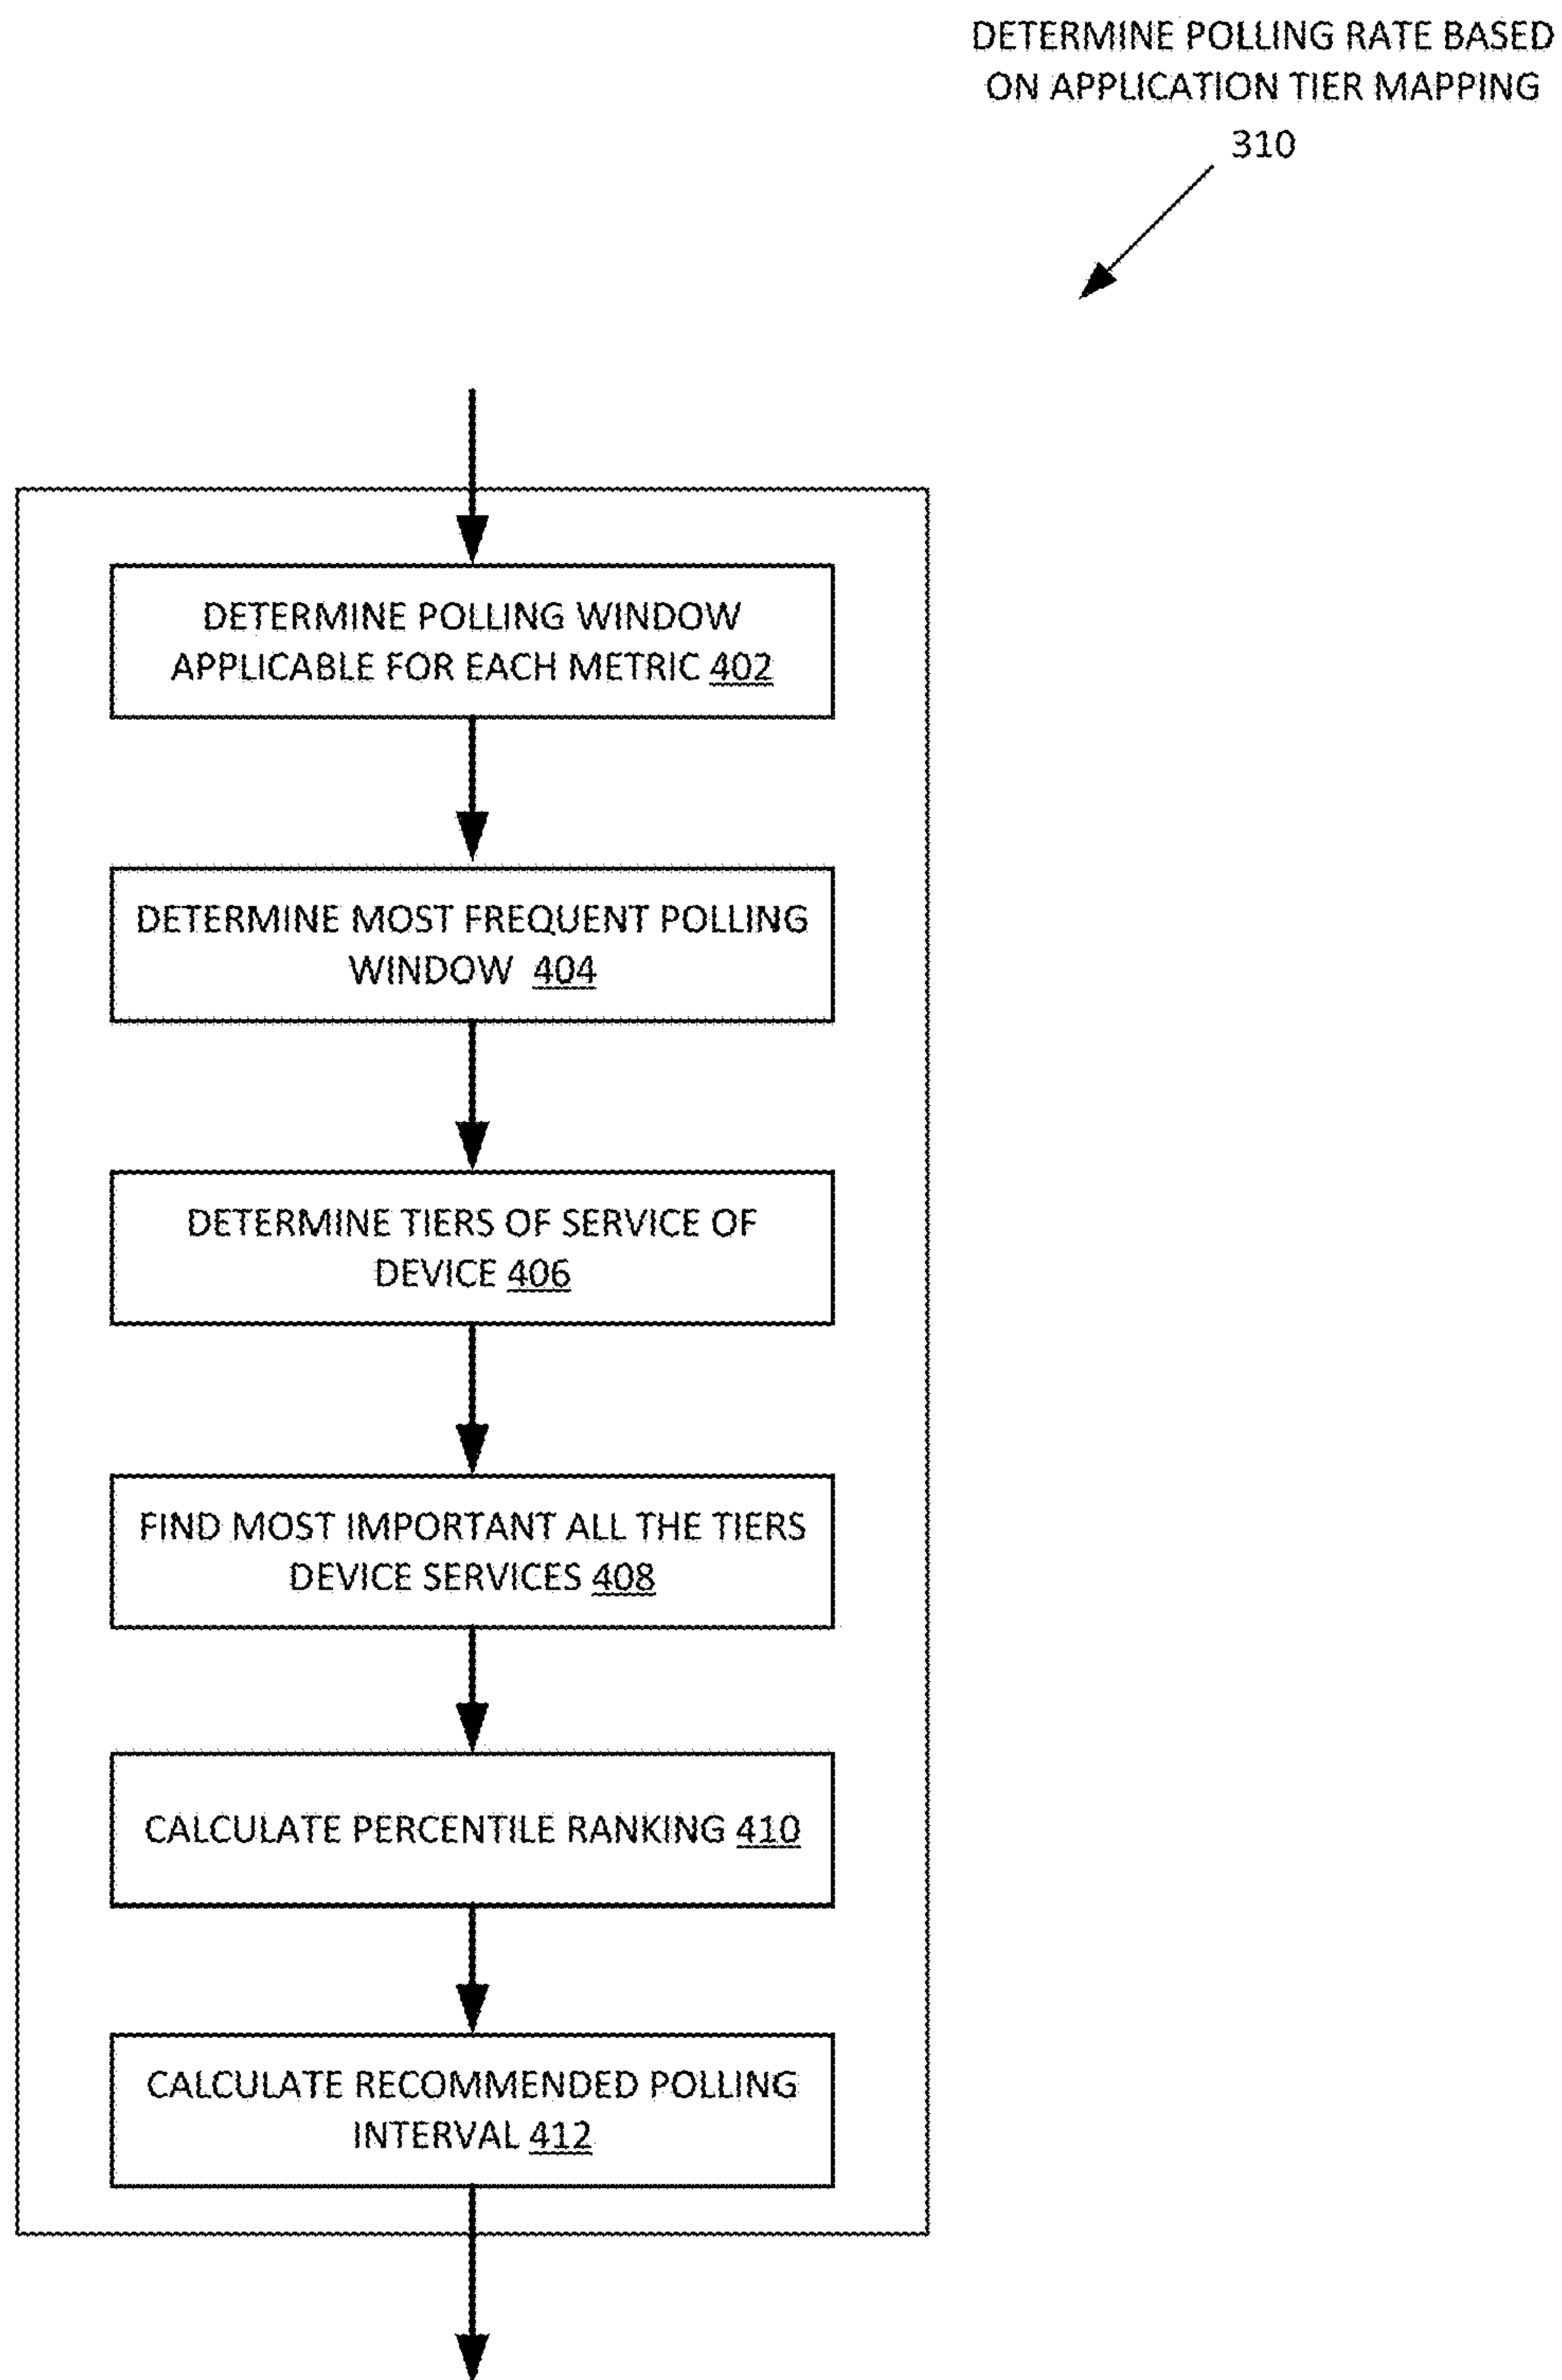 DETERMINE POLLING RATE BASED
ON APPLICATION TIER MAPPING
310
DETERMINE POLLING WINDOW
APPLICABLE FOR EACH METRIC 402
DETERMINE MOST FREQUENT POLLING
WINDOW 404
DETERMINE TIERS OF SERVICE OF
DEVICE 406
FIND MOST IMPORTANT ALL THE TIERS
DEVICE SERVICES 408
CALCULATE PERCENTILE RANKING 410
CALCULATE RECOMMENDED POLLING
INTERVAL 412